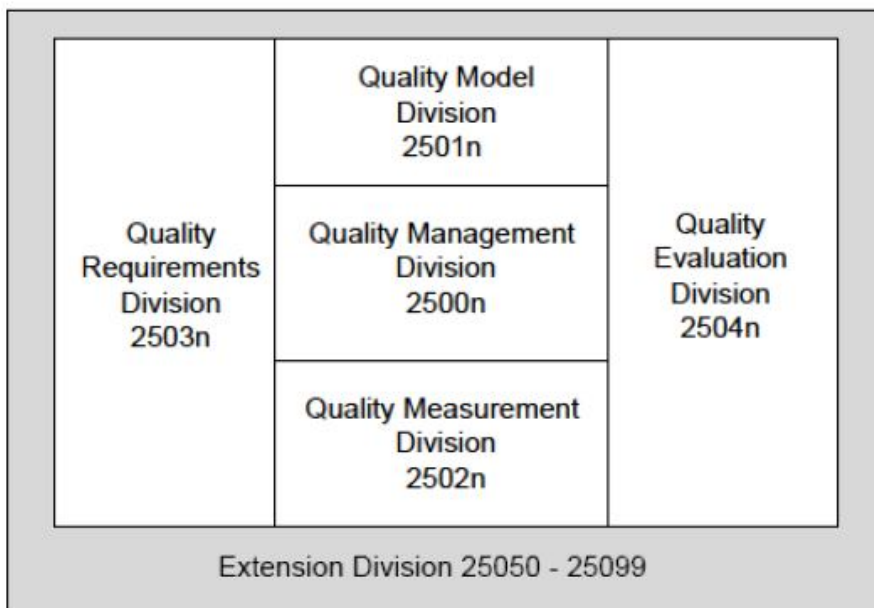 Quality
Requirements
Division
2503n
Quality Model
Division
2501n
Quality Management
Division
2500n
Quality Measurement
Division
2502n
Quality
Evaluation
Division
2504n
Extension Division 25050 - 25099